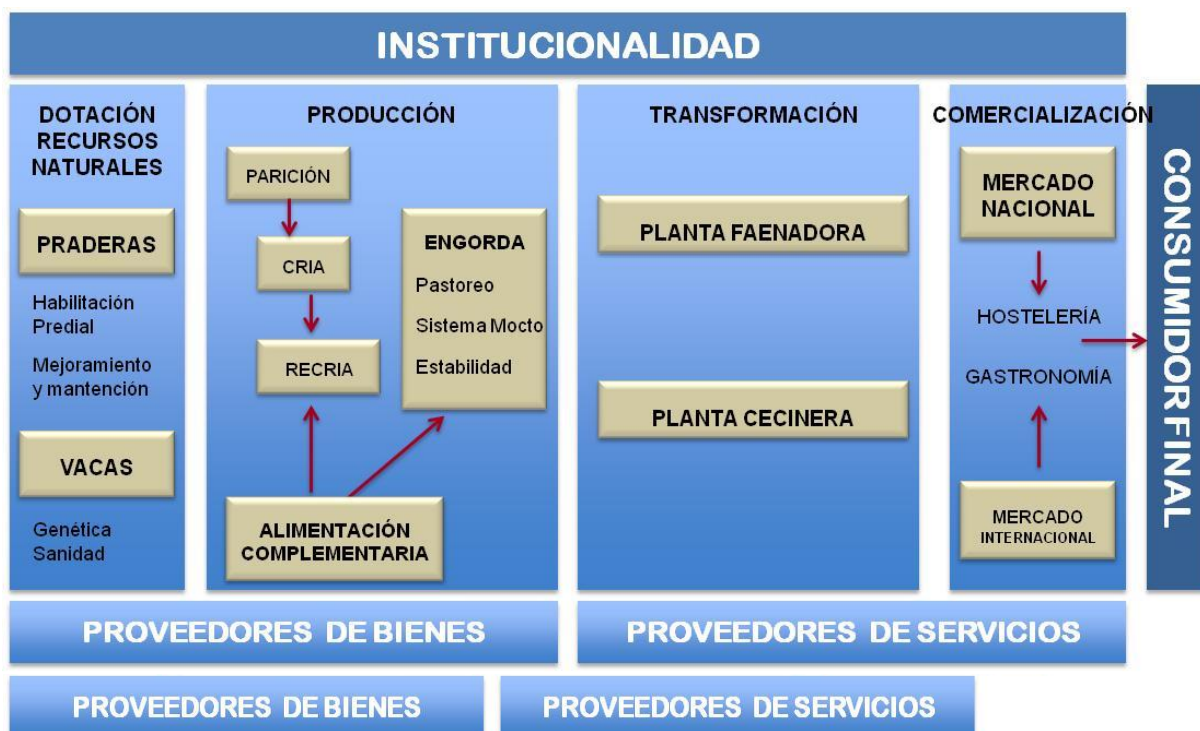 INSTITUCIONALIDAD
DOTACIÓN
RECURSOS
NATURALES
PRADERAS
Habilitación
Predial
Mejoramiento
y mantención
VACAS
Genética
Sanidad
PRODUCCIÓN
PARICIÓN
CRIA
RECRIA
ENGORDA
Pastoreo
Sistema Mocto
Estabilidad
ALIMENTACIÓN
COMPLEMENTARIA
TRANSFORMACIÓN
PLANTA FAENADORA
PLANTA CECINERA
COMERCIALIZACIÓN
MERCADO
NACIONAL
HOSTELERÍA
GASTRONOMÍA
MERCADO
INTERNACIONAL
CONSUMIDOR FINAL
PROVEEDORES DE BIENES
PROVEEDORES DE SERVICIOS
PROVEEDORES DE BIENES
PROVEEDORES DE SERVICIOS